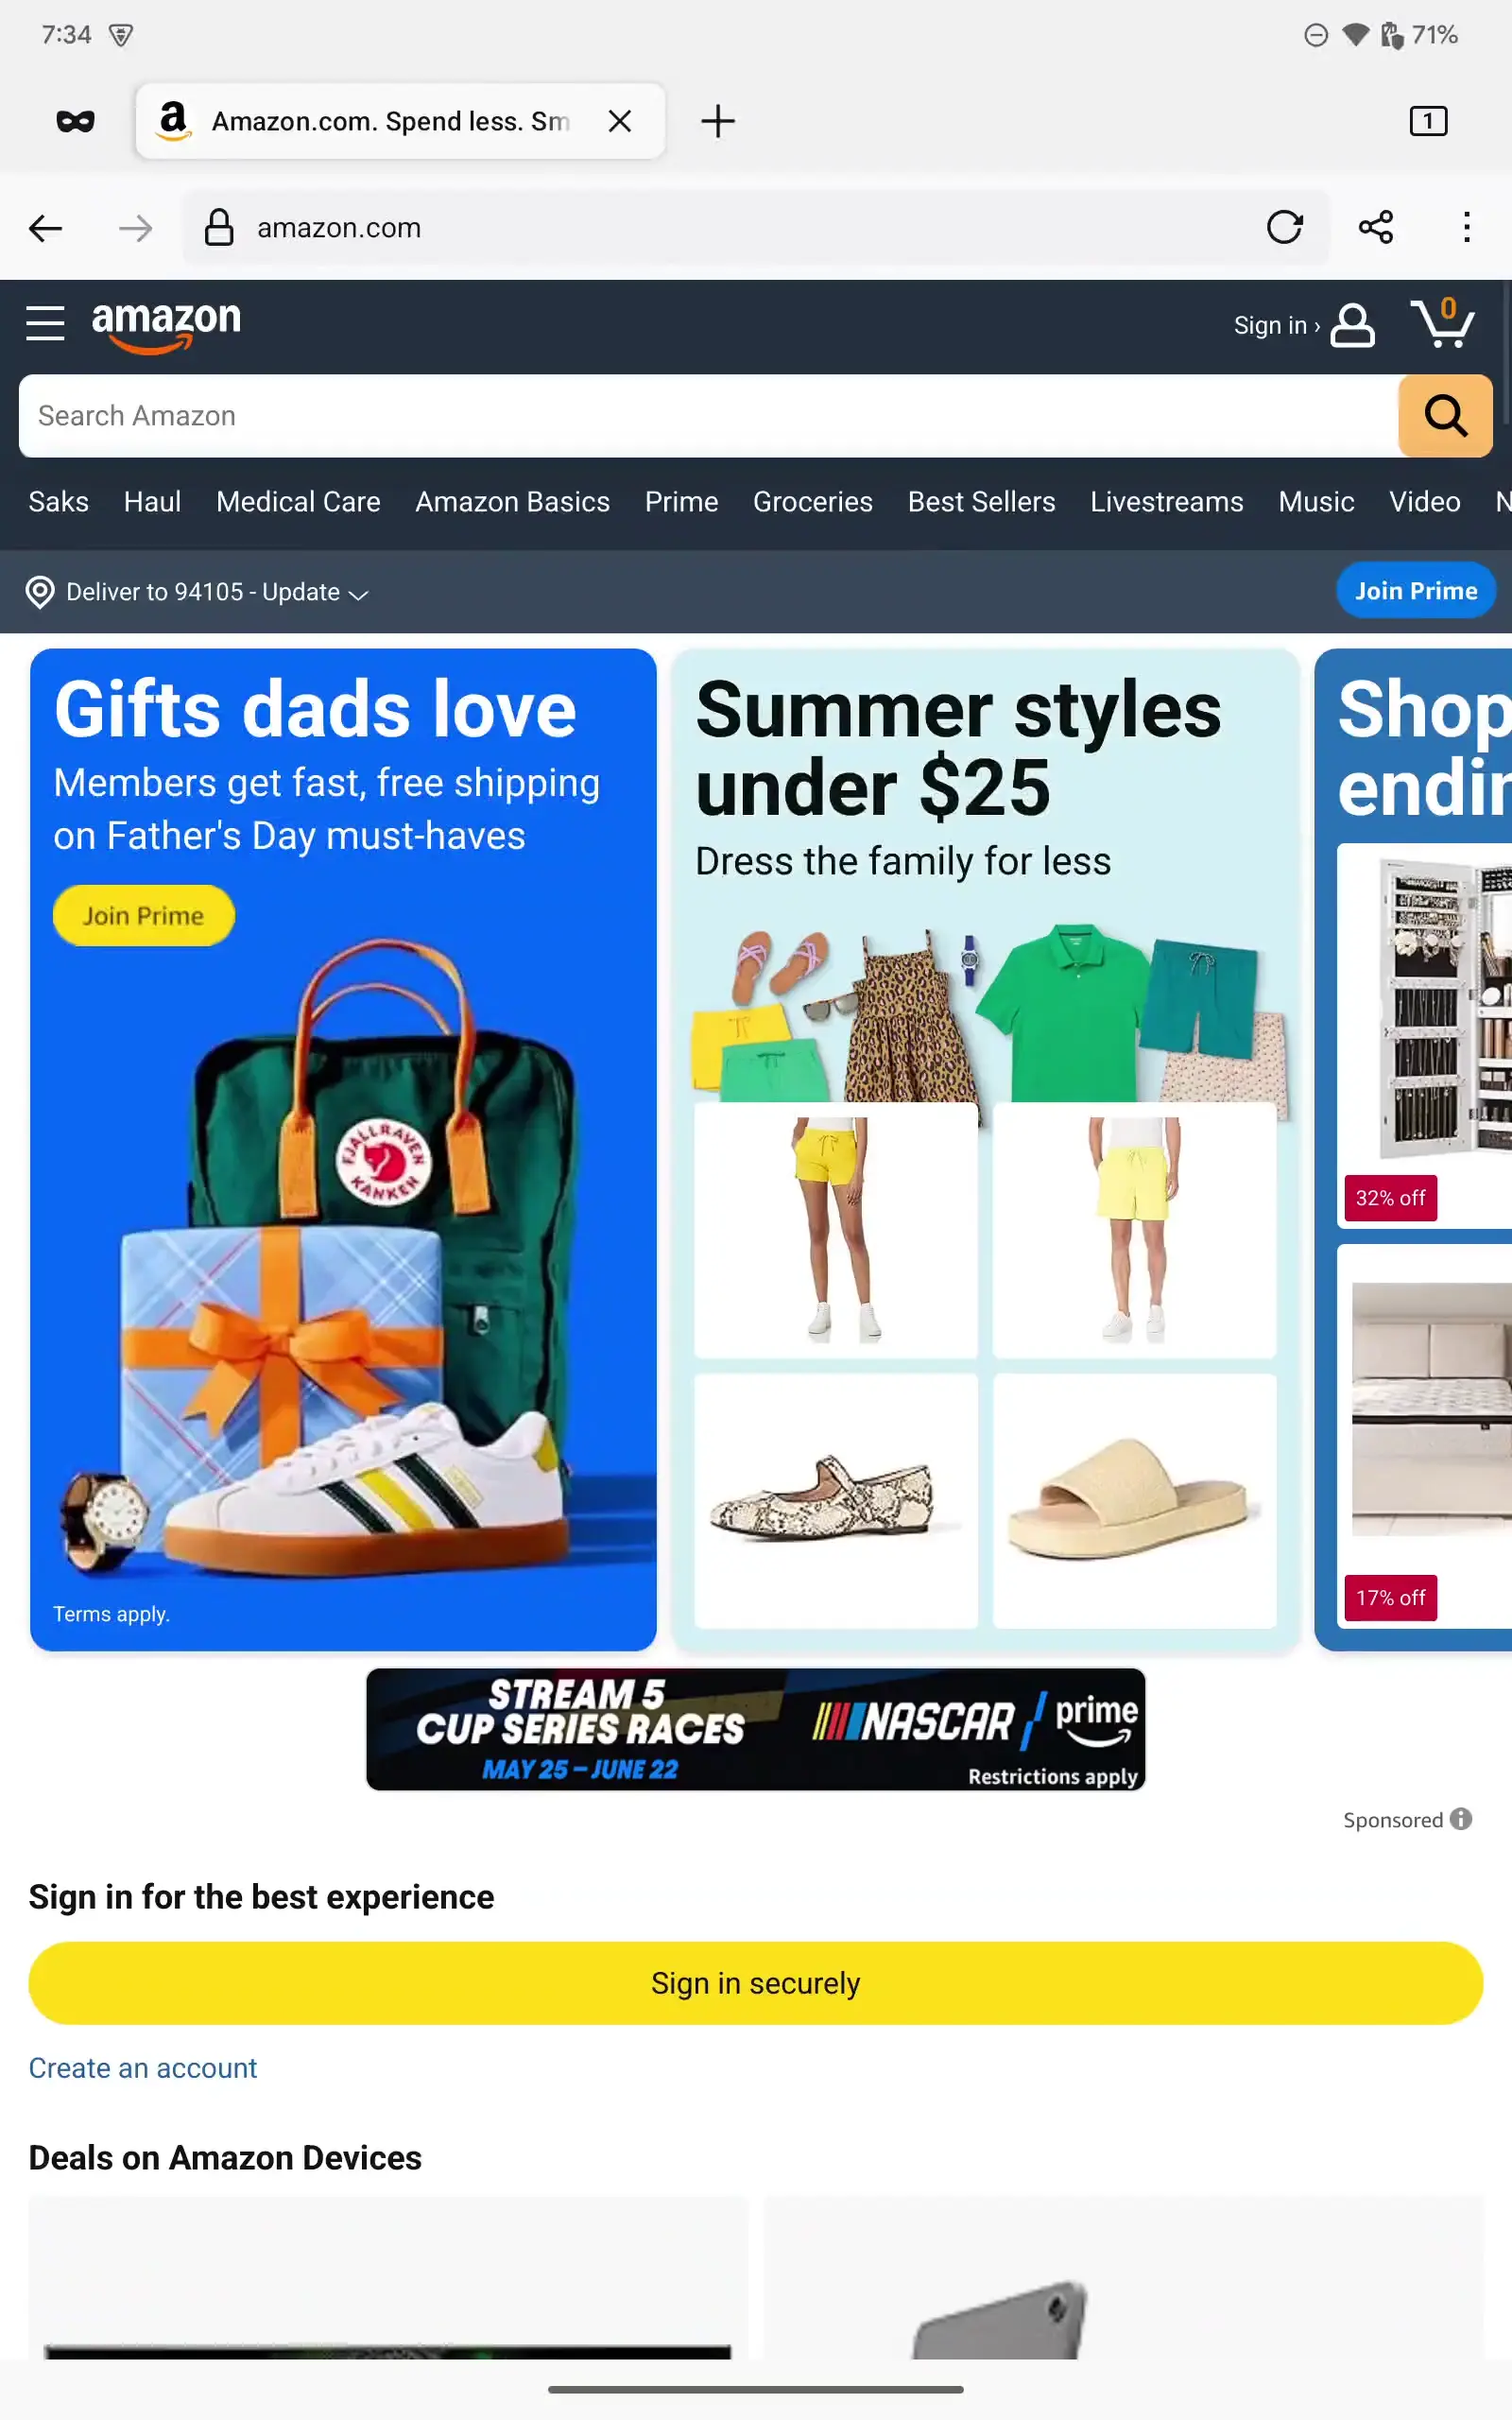 7:34
71%
Amazon.com. Spend less. Sm
1
amazon.com
amazon
Sign in ›
0
Search Amazon
Saks Haul Medical Care Amazon Basics Prime Groceries Best Sellers Livestreams Music Video N
Deliver to 94105 - Update
Join Prime
Gifts dads love
Members get fast, free shipping
on Father's Day must-haves
Join Prime
FJALLRAVEN
KANKEN
Terms apply.
Summer styles
under $25
Dress the family for less
Shop
endin
32% off
17% off
STREAM 5
CUP SERIES RACES
MAY 25 – JUNE 22
NASCAR / prime
Restrictions apply
Sponsored
Sign in for the best experience
Sign in securely
Create an account
Deals on Amazon Devices